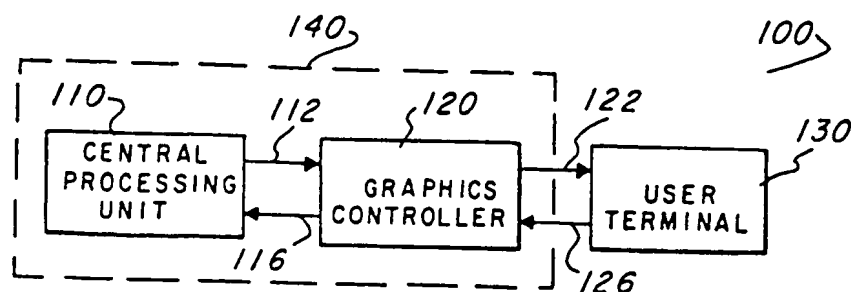 140
100
110
112
120
122
130
CENTRAL
PROCESSING
UNIT
GRAPHICS
CONTROLLER
USER
TERMINAL
116
126